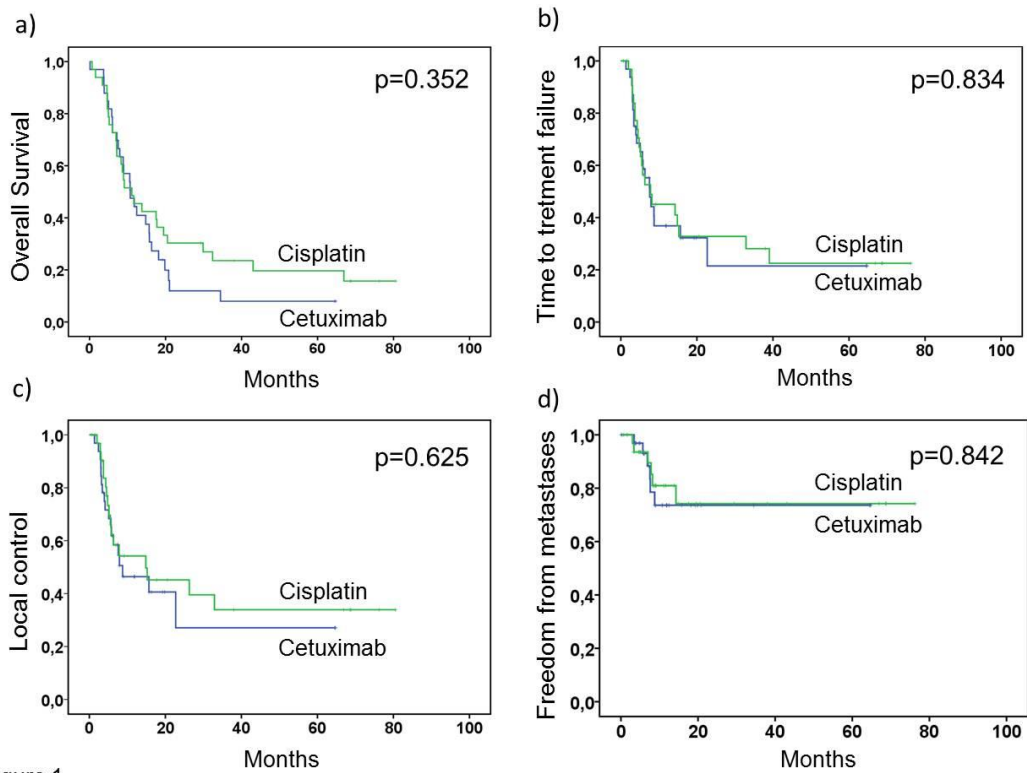 a)
Overall Survival
1,0
0,8
0,6
0,4
0,2
0,0
p=0.352
Cisplatin
Cetuximab
0 20 40 60 80 100
Months
b)
Time to tretment failure
1,0
0,8
0,6
0,4
0,2
0,0
p=0.834
Cisplatin
Cetuximab
0 20 40 60 80 100
Months
c)
Local control
1,0
0,8
0,6
0,4
0,2
0,0
p=0.625
Cisplatin
Cetuximab
0 20 40 60 80 100
Months
d)
Freedom from metastases
1,0
0,8
0,6
0,4
0,2
0,0
p=0.842
Cisplatin
Cetuximab
0 20 40 60 80 100
Months